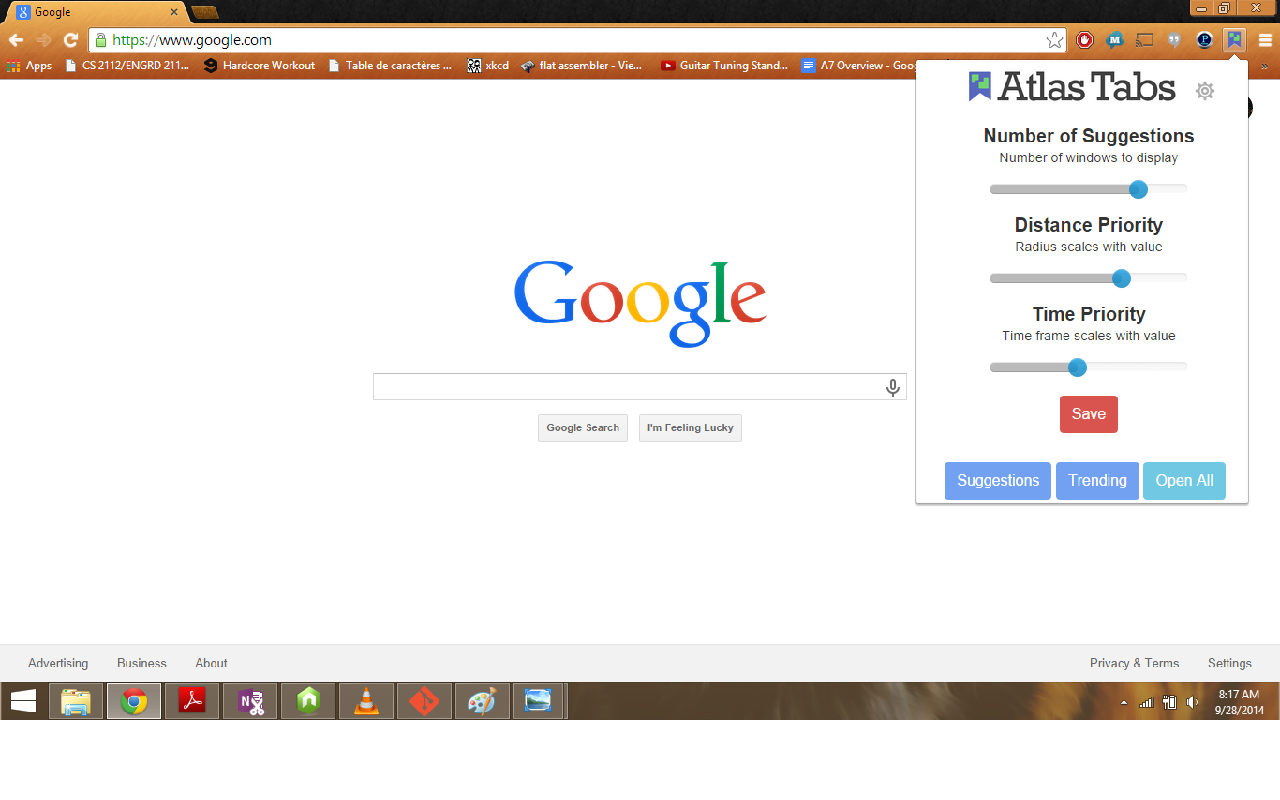 Google
https://www.google.com
Apps CS 2112/ENGRD 211... Hardcore Workout Table de caractères ... xkcd flat assembler - Vie... Guitar Tuning Stand... A7 Overview - Goo
Atlas Tabs
Number of Suggestions
Number of windows to display
Distance Priority
Radius scales with value
Time Priority
Time frame scales with value
Save
Suggestions Trending Open All
Google
Google Search I'm Feeling Lucky
Advertising Business About Privacy & Terms Settings
8:17 AM
9/28/2014